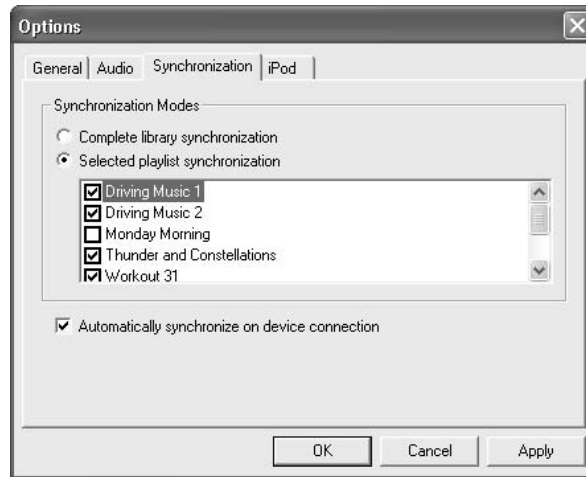 Options
General Audio Synchronization iPod
Synchronization Modes
Complete library synchronization
Selected playlist synchronization
Driving Music 1
Driving Music 2
Monday Morning
Thunder and Constellations
Workout 31
Automatically synchronize on device connection
OK Cancel Apply